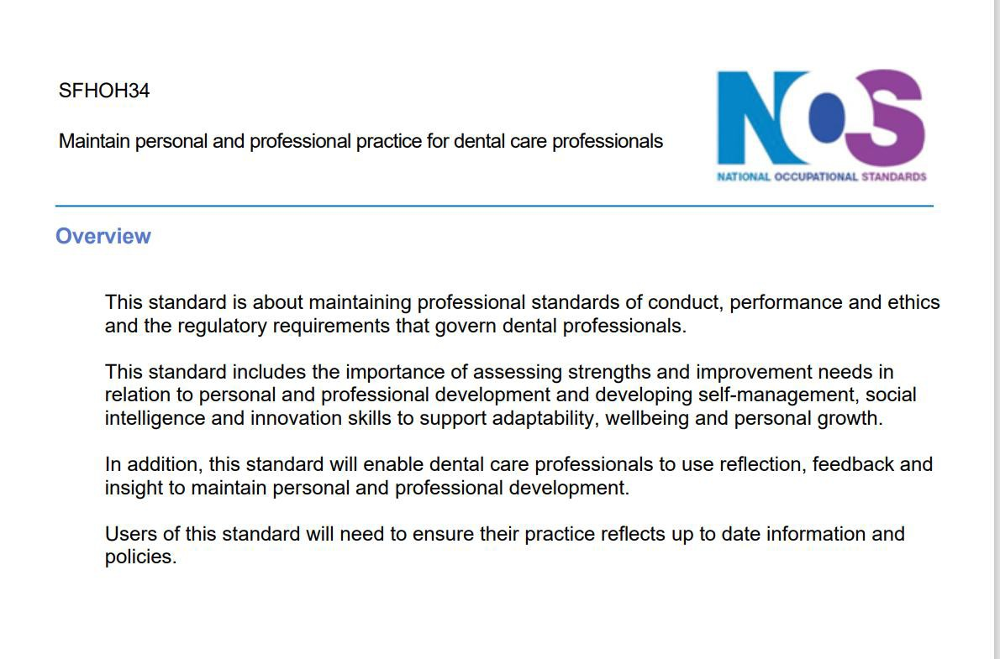 SFHOH34
Maintain personal and professional practice for dental care professionals
NOS
NATIONAL OCCUPATIONAL STANDARDS
Overview
This standard is about maintaining professional standards of conduct, performance and ethics
and the regulatory requirements that govern dental professionals.
This standard includes the importance of assessing strengths and improvement needs in
relation to personal and professional development and developing self-management, social
intelligence and innovation skills to support adaptability, wellbeing and personal growth.
In addition, this standard will enable dental care professionals to use reflection, feedback and
insight to maintain personal and professional development.
Users of this standard will need to ensure their practice reflects up to date information and
policies.